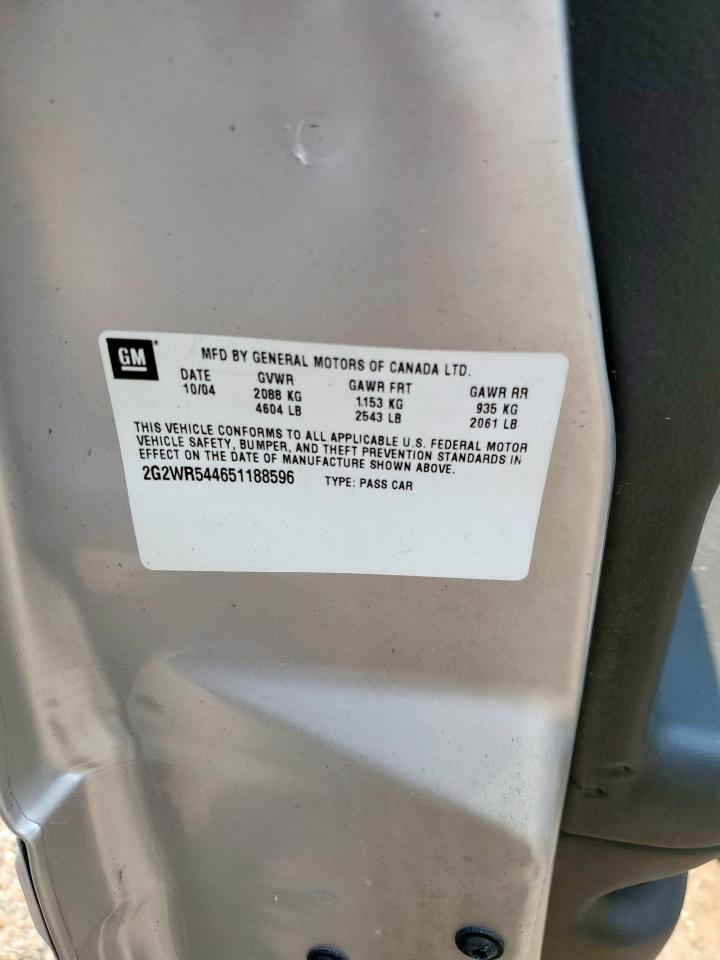 GM
MFD BY GENERAL MOTORS OF CANADA LTD.
DATE GVWR GAWR FRT GAWR RR
10/04 2088 KG 1153 KG 935 KG
4604 LB 2543 LB 2061 LB
THIS VEHICLE CONFORMS TO ALL APPLICABLE U.S. FEDERAL MOTOR
VEHICLE SAFETY, BUMPER, AND THEFT PREVENTION STANDARDS IN
EFFECT ON THE DATE OF MANUFACTURE SHOWN ABOVE.
2G2WR544651188596 TYPE: PASS CAR